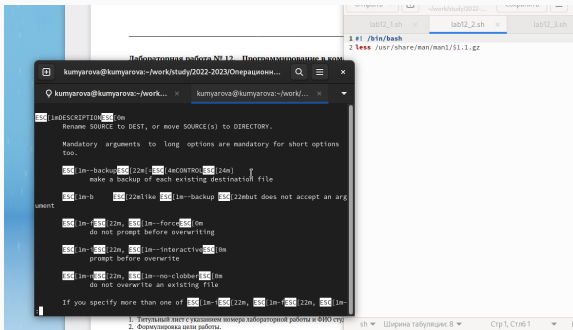 Открыть
~/work/study/2022-…
Сохранить
lab12_1.sh × lab12_2.sh × lab12_3.sh
1 #! /bin/bash
2 less /usr/share/man/man1/$1.1.gz
Лабораторная работа № 12. Программирование в ком
kumyarova@kumyarova:~/work/study/2022-2023/Операционн...
kumyarova@kumyarova:~/work... × kumyarova@kumyarova:~/work/... ×
ESC[1mDESCRIPTIONESC[0m
Rename SOURCE to DEST, or move SOURCE(s) to DIRECTORY.
Mandatory arguments to long options are mandatory for short options
too.
ESC[1m--backupESC[22m[=ESC[4mCONTROLESC[24m]
make a backup of each existing destination file
ESC[1m-b ESC[22mlike ESC[1m--backup ESC[22mbut does not accept an arg
ument
ESC[1m-fESC[22m, ESC[1m--forceESC[0m
do not prompt before overwriting
ESC[1m-iESC[22m, ESC[1m--interactiveESC[0m
prompt before overwrite
ESC[1m-nESC[22m, ESC[1m--no-clobberESC[0m
do not overwrite an existing file
If you specify more than one of ESC[1m-iESC[22m, ESC[1m-fESC[22m, ESC[1m-
:
1. Титульный лист с указанием номера лабораторной работы и ФИО сту
2. Формулировка цели работы.
sh Ширина табуляции: 8 Стр 1, Стлб 1